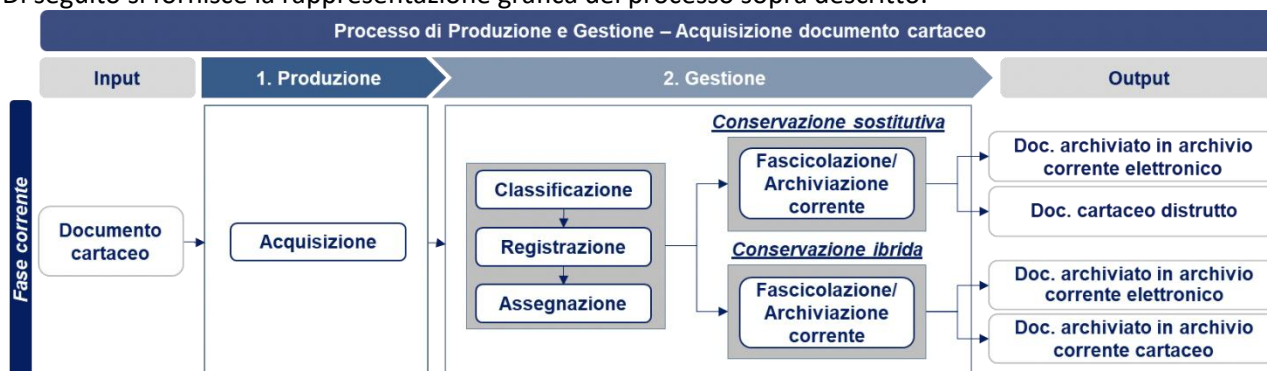 Di seguito si fornisce la rappresentazione grafica del processo sopra descritto.
Processo di Produzione e Gestione – Acquisizione documento cartaceo
Input
1. Produzione
2. Gestione
Output
Fase corrente
Documento
cartaceo
Acquisizione
Classificazione
Registrazione
Assegnazione
Conservazione sostitutiva
Fascicolazione/
Archiviazione
corrente
Conservazione ibrida
Fascicolazione/
Archiviazione
corrente
Doc. archiviato in archivio
corrente elettronico
Doc. cartaceo distrutto
Doc. archiviato in archivio
corrente elettronico
Doc. archiviato in archivio
corrente cartaceo